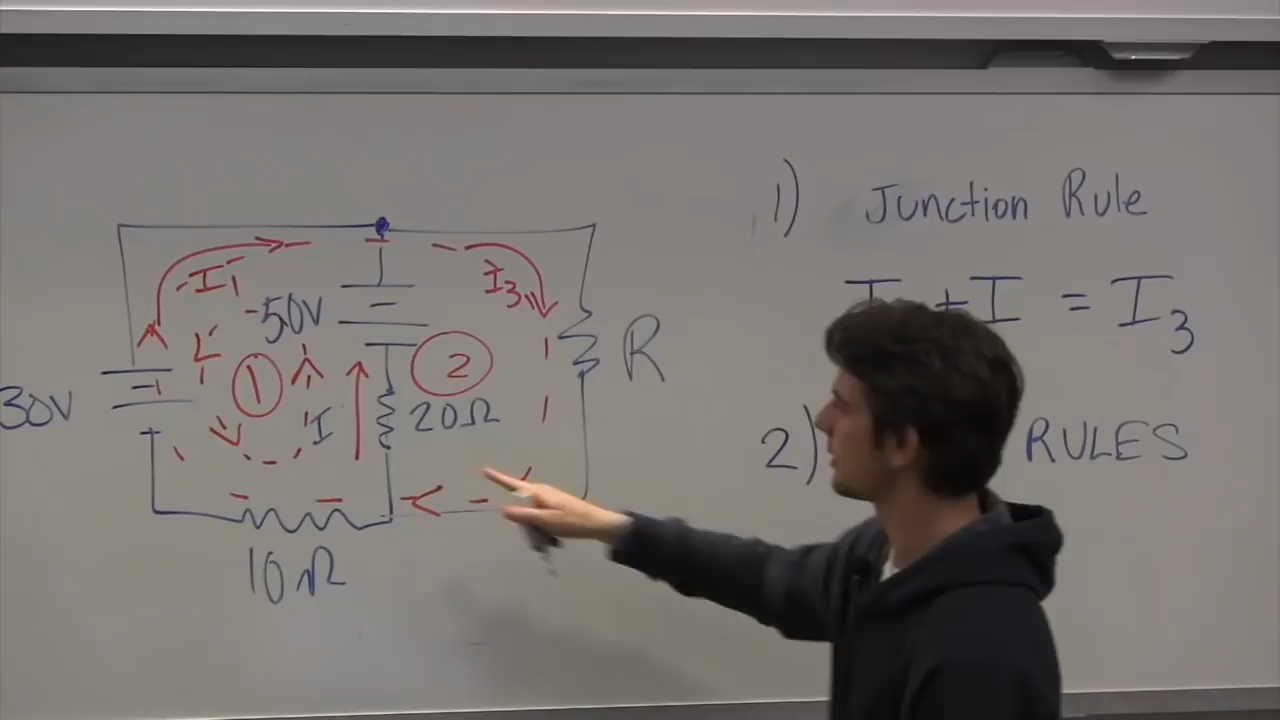 1) Junction Rule
+ I = I₃
2) RULES
I₁
50V
I₃
R
30V
1
2
I
20Ω
10Ω